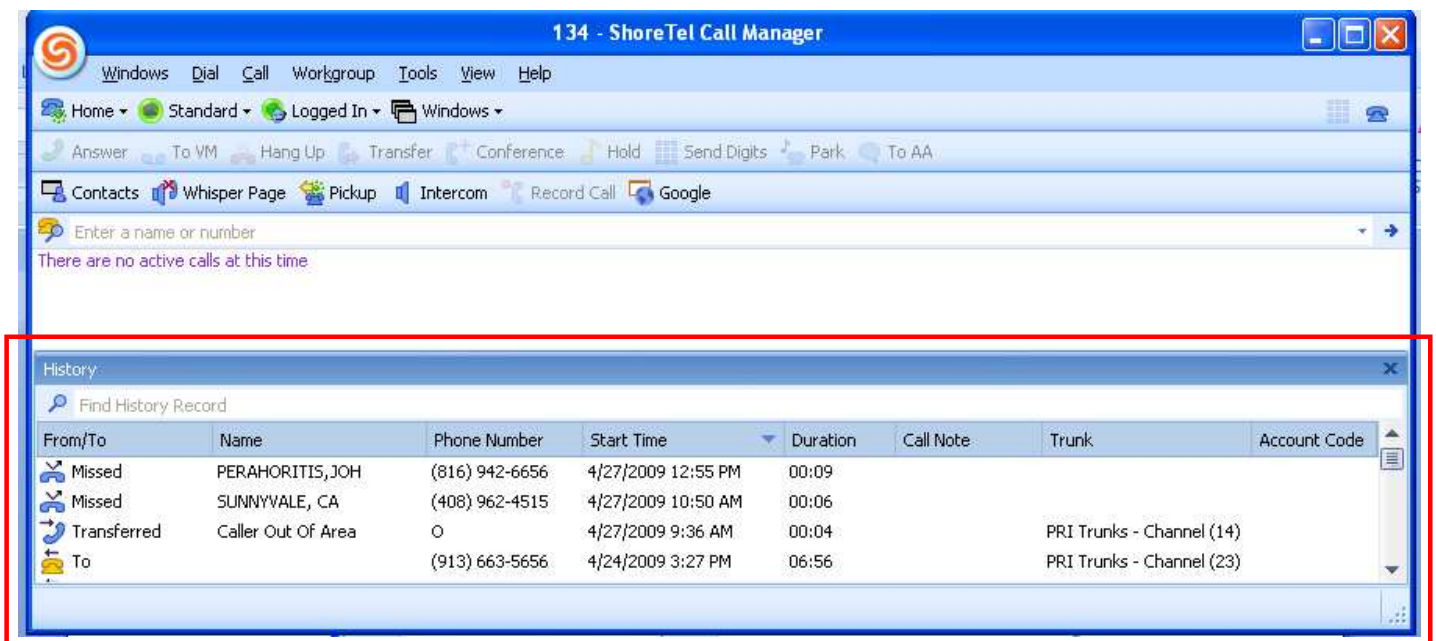 134 - ShoreTel Call Manager
Windows Dial Call Workgroup Tools View Help
Home Standard Logged In Windows
Answer To VM Hang Up Transfer Conference Hold Send Digits Park To AA
Contacts Whisper Page Pickup Intercom Record Call Google
Enter a name or number
There are no active calls at this time
History
Find History Record
From/To Name Phone Number Start Time Duration Call Note Trunk Account Code
Missed PERAHORITIS,JOH (816) 942-6656 4/27/2009 12:55 PM 00:09
Missed SUNNYVALE, CA (408) 962-4515 4/27/2009 10:50 AM 00:06
Transferred Caller Out Of Area O 4/27/2009 9:36 AM 00:04 PRI Trunks - Channel (14)
To (913) 663-5656 4/24/2009 3:27 PM 06:56 PRI Trunks - Channel (23)